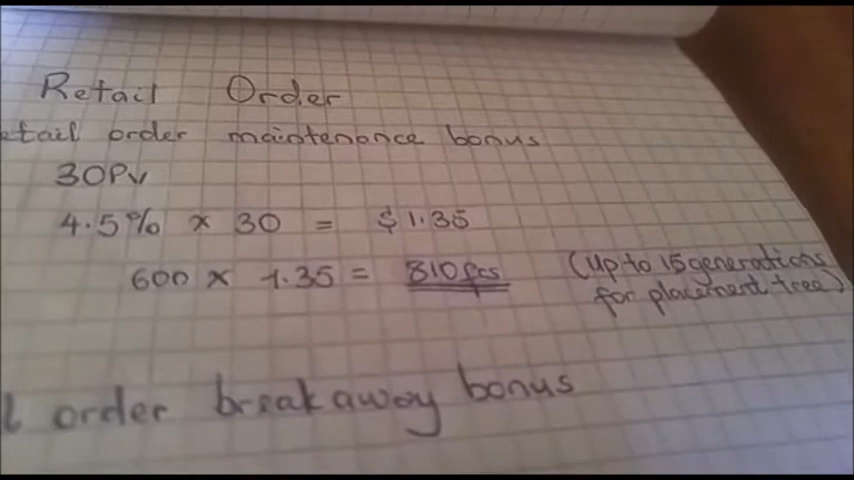 Retail Order
etail order maintenance bonus
30PV
4.5% x 30 = $1.35
600 x 1.35 = 810pcs (Up to 15 generations
for placement tree)
l order breakaway bonus